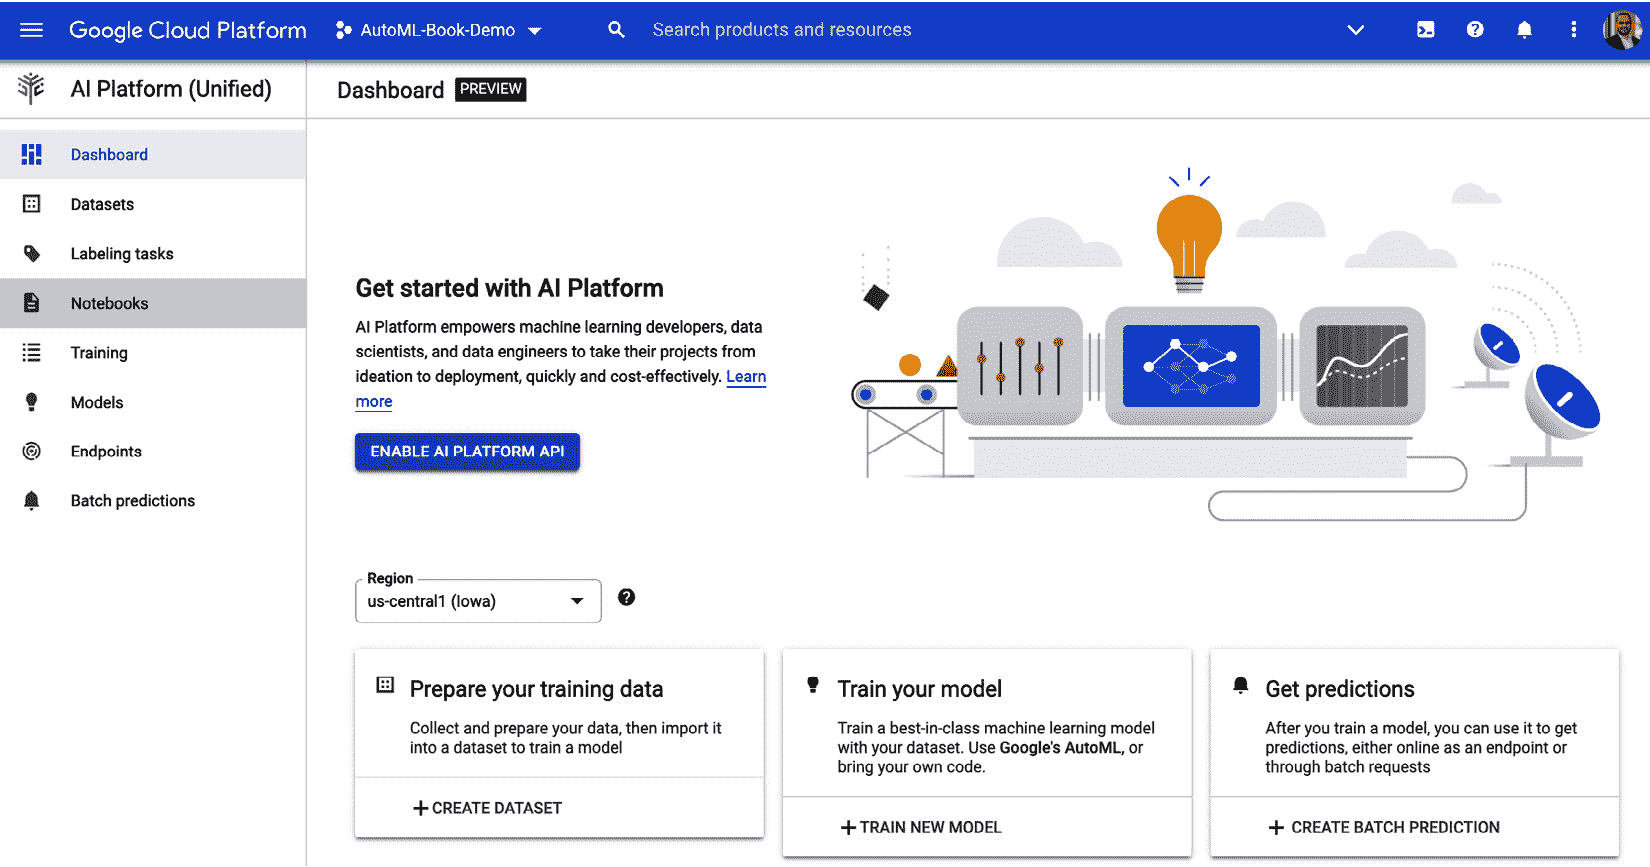 Google Cloud Platform
AutoML-Book-Demo
Search products and resources
AI Platform (Unified)
Dashboard PREVIEW
Dashboard
Datasets
Labeling tasks
Notebooks
Training
Models
Endpoints
Batch predictions
Get started with AI Platform
AI Platform empowers machine learning developers, data
scientists, and data engineers to take their projects from
ideation to deployment, quickly and cost-effectively. Learn
more
ENABLE AI PLATFORM API
Region
us-central1 (Iowa)
Prepare your training data
Collect and prepare your data, then import it
into a dataset to train a model
+ CREATE DATASET
Train your model
Train a best-in-class machine learning model
with your dataset. Use Google's AutoML, or
bring your own code.
+ TRAIN NEW MODEL
Get predictions
After you train a model, you can use it to get
predictions, either online as an endpoint or
through batch requests
+ CREATE BATCH PREDICTION